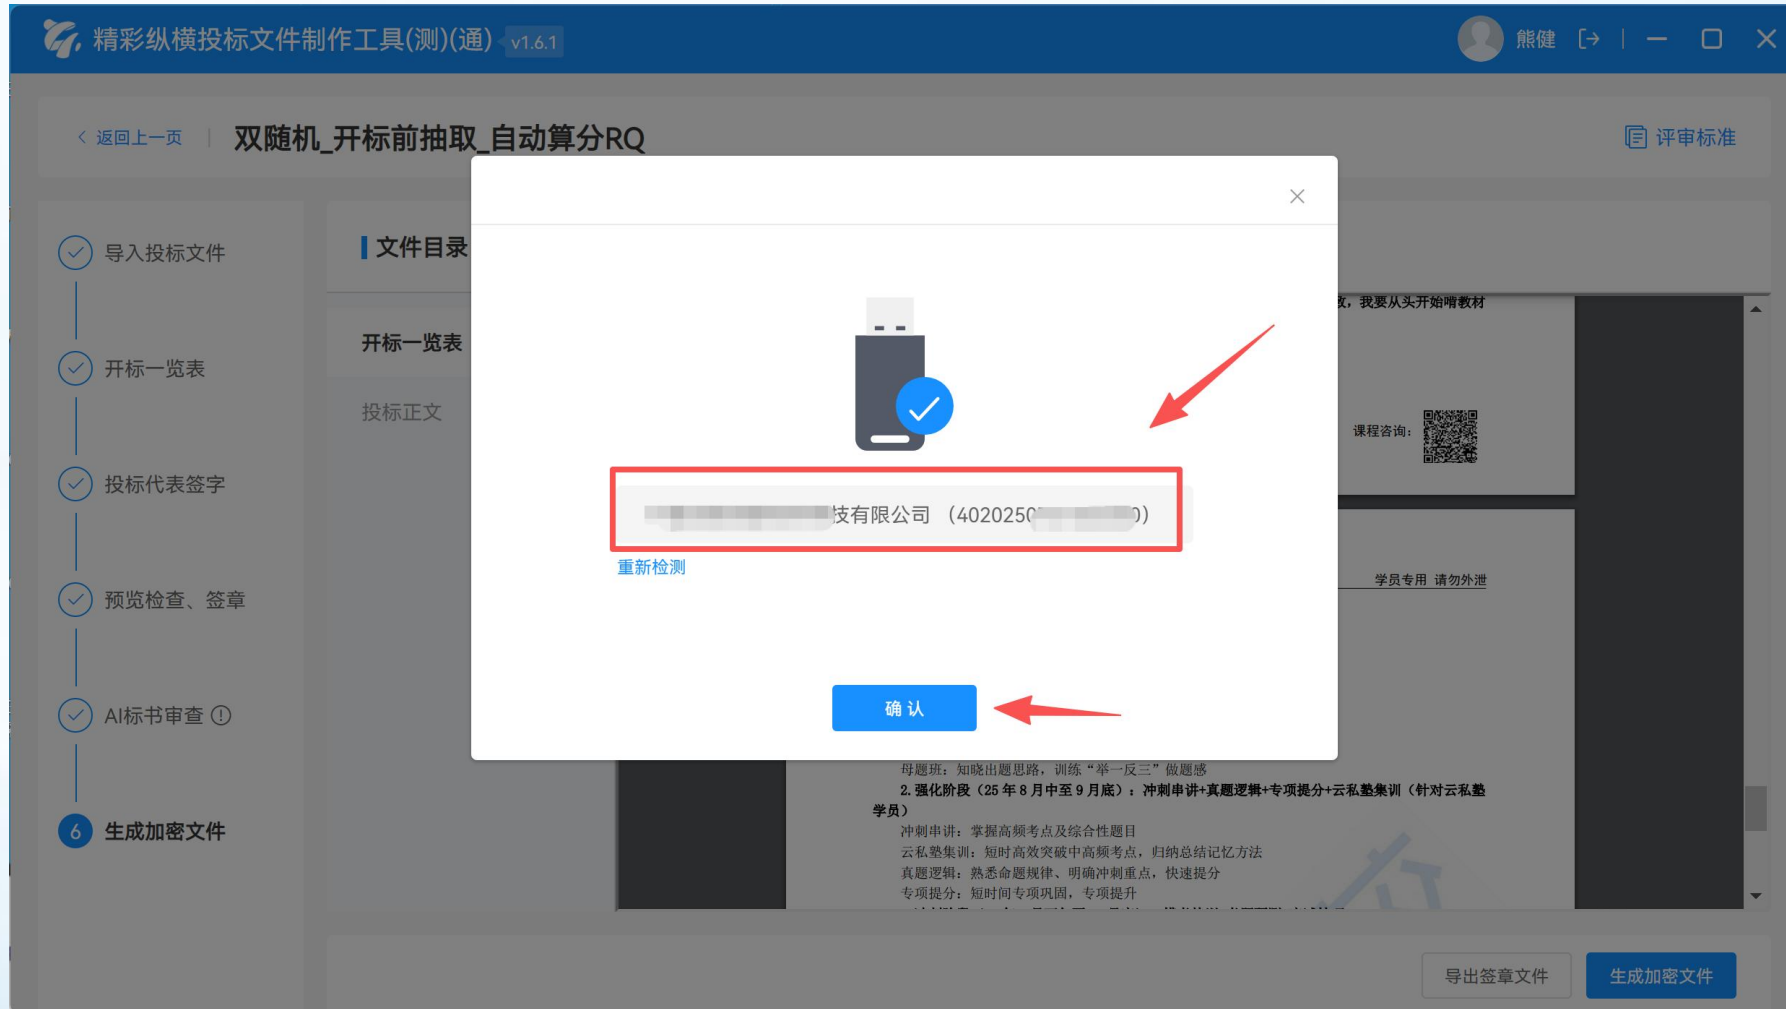 精彩纵横投标文件制作工具(测)(通) v1.6.1
熊健
返回上一页
双随机_开标前抽取_自动算分RQ
评审标准
导入投标文件
开标一览表
投标代表签字
预览检查、签章
AI标书审查
6 生成加密文件
文件目录
开标一览表
投标正文
技有限公司 （4020250
0）
重新检测
确认
，我要从头开始啃教材
课程咨询：
学员专用 请勿外泄
母题班：知晓出题思路，训练“举一反三”做题感
2.强化阶段（25年8月中至9月底）：冲刺串讲+真题逻辑+专项提分+云私塾集训（针对云私塾
学员）
冲刺串讲：掌握高频考点及综合性题目
云私塾集训：短时高效突破中高频考点，归纳总结记忆方法
真题逻辑：熟悉命题规律、明确冲刺重点，快速提分
专项提分：短时间专项巩固，专项提升
导出签章文件
生成加密文件